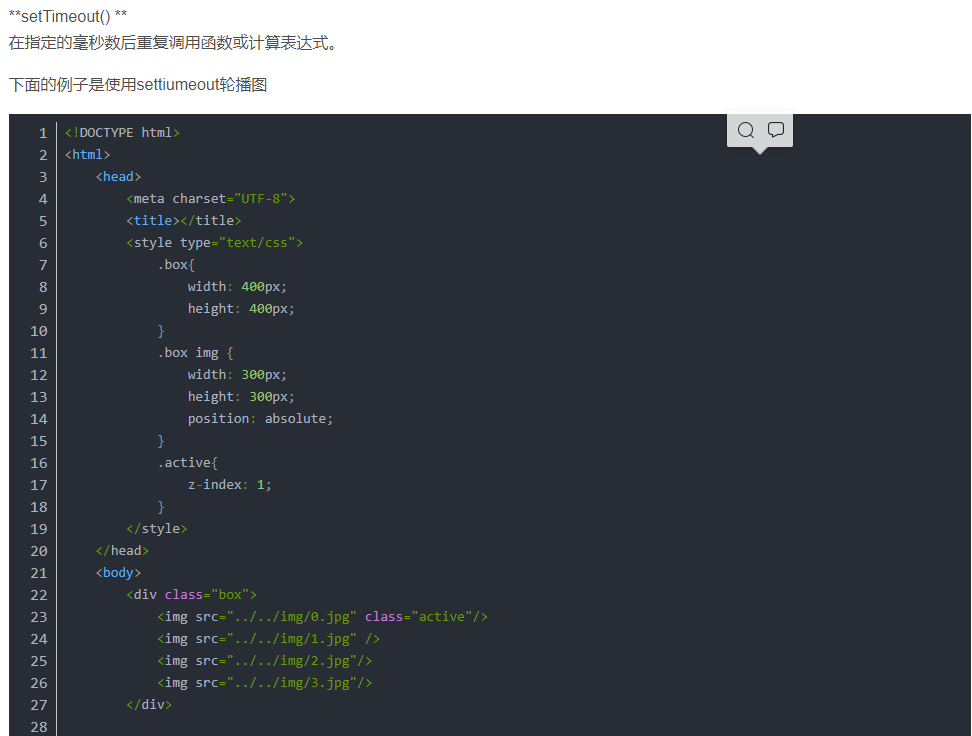 **setTimeout() **
在指定的毫秒数后重复调用函数或计算表达式。
下面的例子是使用settiumeout轮播图
1 <!DOCTYPE html>
2 <html>
3     <head>
4         <meta charset="UTF-8">
5         <title></title>
6         <style type="text/css">
7             .box{
8                 width: 400px;
9                 height: 400px;
10             }
11             .box img {
12                 width: 300px;
13                 height: 300px;
14                 position: absolute;
15             }
16             .active{
17                 z-index: 1;
18             }
19         </style>
20     </head>
21     <body>
22         <div class="box">
23             <img src="../../img/0.jpg" class="active"/>
24             <img src="../../img/1.jpg" />
25             <img src="../../img/2.jpg"/>
26             <img src="../../img/3.jpg"/>
27         </div>
28